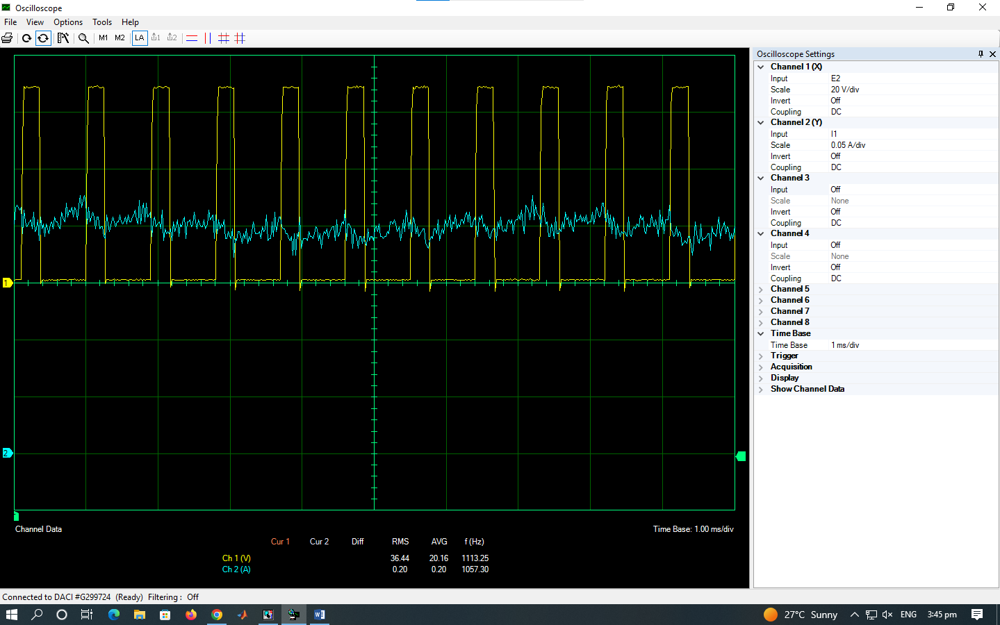 Oscilloscope
File View Options Tools Help
M1 M2 LA 1 2
Oscilloscope Settings
Channel 1 (X)
Input E2
Scale 20 V/div
Invert Off
Coupling DC
Channel 2 (Y)
Input I1
Scale 0.05 A/div
Invert Off
Coupling DC
Channel 3
Input Off
Scale None
Invert Off
Coupling DC
Channel 4
Input Off
Scale None
Invert Off
Coupling DC
Channel 5
Channel 6
Channel 7
Channel 8
Time Base
Time Base 1 ms/div
Trigger
Acquisition
Display
Show Channel Data
1
2
Channel Data Time Base: 1.00 ms/div
Cur 1 Cur 2 Diff RMS AVG f (Hz)
Ch 1 (V) 36.44 20.16 1113.25
Ch 2 (A) 0.20 0.20 1057.30
Connected to DACI #G299724 (Ready) Filtering : Off
27°C Sunny ENG 3:45 pm